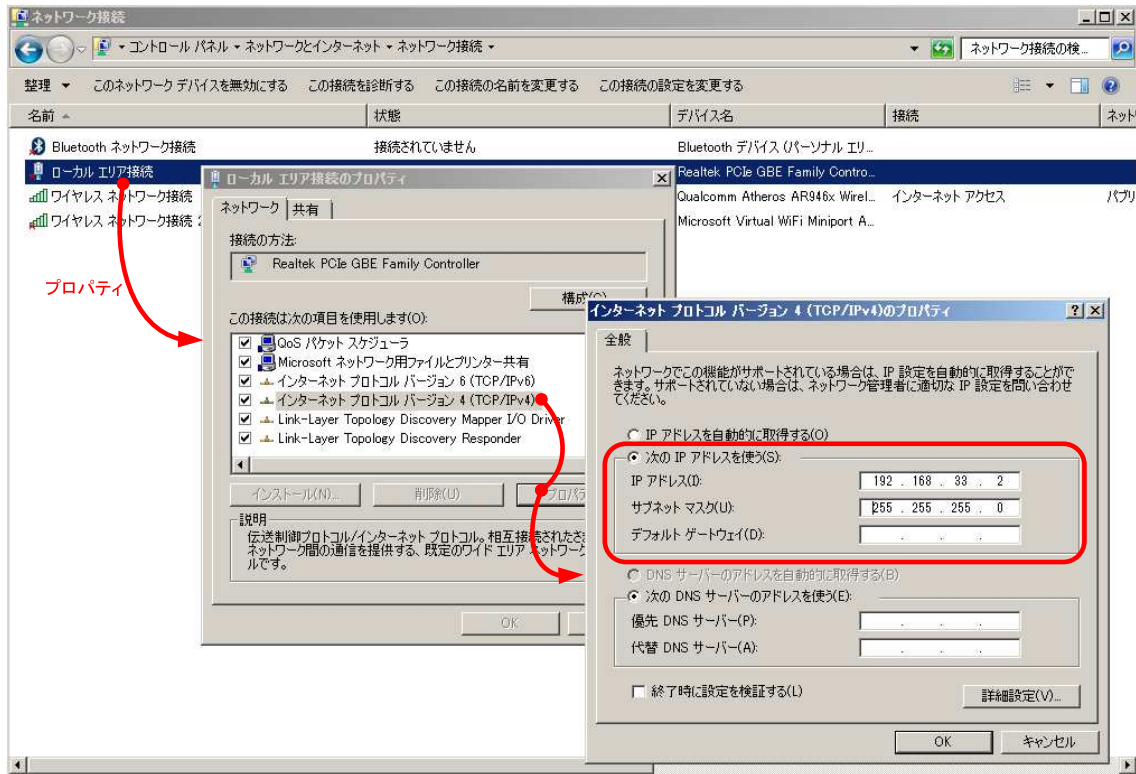 ネットワーク接続
コントロール パネル ネットワークとインターネット ネットワーク接続
ネットワーク接続の検...
整理 このネットワーク デバイスを無効にする この接続を診断する この接続の名前を変更する この接続の設定を変更する
名前 状態 デバイス名 接続 ネット
Bluetooth ネットワーク接続 接続されていません Bluetooth デバイス (パーソナル エリ...
ローカル エリア接続 Realtek PCIe GBE Family Contro...
ワイヤレス ネットワーク接続 Qualcomm Atheros AR946x Wirel... インターネット アクセス パブリ
ワイヤレス ネットワーク接続 2 Microsoft Virtual WiFi Miniport A...
プロパティ
ローカル エリア接続のプロパティ
ネットワーク 共有
接続の方法:
Realtek PCIe GBE Family Controller
構成(C)...
この接続は次の項目を使用します(O):
QoS パケット スケジューラ
Microsoft ネットワーク用ファイルとプリンター共有
インターネット プロトコル バージョン 6 (TCP/IPv6)
インターネット プロトコル バージョン 4 (TCP/IPv4)
Link-Layer Topology Discovery Mapper I/O Driver
Link-Layer Topology Discovery Responder
インストール(N)... 削除(U) プロパ
説明
伝送制御プロトコル/インターネット プロトコル。相互接続されたさ
ネットワーク間の通信を提供する、既定のワイド エリア ネットワーク
ルです。
OK
インターネット プロトコル バージョン 4 (TCP/IPv4)のプロパティ
全般
ネットワークでこの機能がサポートされている場合は、IP 設定を自動的に取得することがで
きます。サポートされていない場合は、ネットワーク管理者に適切な IP 設定を問い合わせ
てください。
IP アドレスを自動的に取得する(O)
次の IP アドレスを使う(S):
IP アドレス(I): 192 . 168 . 33 . 2
サブネット マスク(U): 255 . 255 . 255 . 0
デフォルト ゲートウェイ(D): . . .
DNS サーバーのアドレスを自動的に取得する(B)
次の DNS サーバーのアドレスを使う(E):
優先 DNS サーバー(P): . . .
代替 DNS サーバー(A): . . .
終了時に設定を検証する(L)
詳細設定(V)...
OK キャンセル